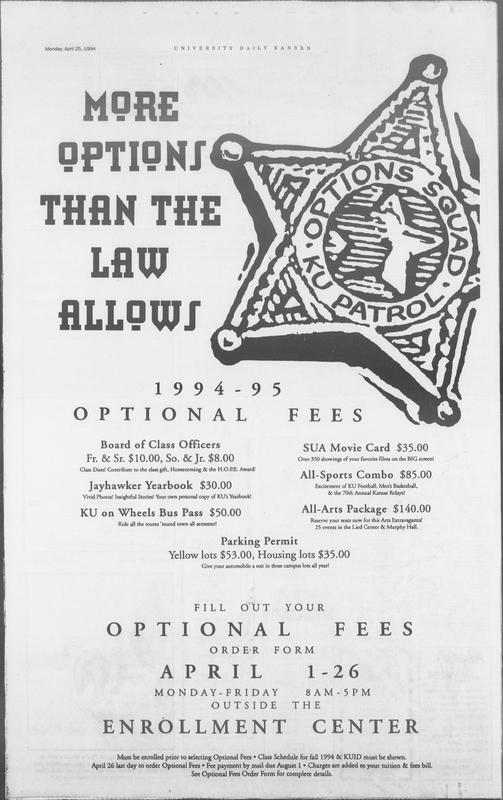 Monday, April 25, 1994
UNIVERSITY DAILY KANSAN
MORE
OPTIONS
THAN THE
LAW
ALLOWS
OPTIONS SQUAD
KU PATROL
1994-95
OPTIONAL FEES
Board of Class Officers
Fr. & Sr. $10.00, So. & Jr. $8.00
Class Dues! Contribute to the class gift, Homecoming & the H.O.P.E. Award!
Jayhawker Yearbook $30.00
Vivid Photos! Insightful Stories! Your own personal copy of KU's Yearbook!
KU on Wheels Bus Pass $50.00
Ride all the routes 'round town all semester!
SUA Movie Card $35.00
Over 350 showings of your favorite films on the BIG screen!
All-Sports Combo $85.00
Excitement of KU Football, Men's Basketball,
& the 70th Annual Kansas Relays!
All-Arts Package $140.00
Reserve your seats now for this Arts Extravaganza!
25 events in the Lied Center & Murphy Hall.
Parking Permit
Yellow lots $53.00, Housing lots $35.00
Give your automobile a rest in these campus lots all year!
FILL OUT YOUR
OPTIONAL FEES
ORDER FORM
APRIL 1-26
MONDAY-FRIDAY 8AM-5PM
OUTSIDE THE
ENROLLMENT CENTER
Must be enrolled prior to selecting Optional Fees • Class Schedule for fall 1994 & KUID must be shown.
April 26 last day to order Optional Fees • Fee payment by mail due August 1 • Charges are added to your tuition & fees bill.
See Optional Fees Order Form for complete details.